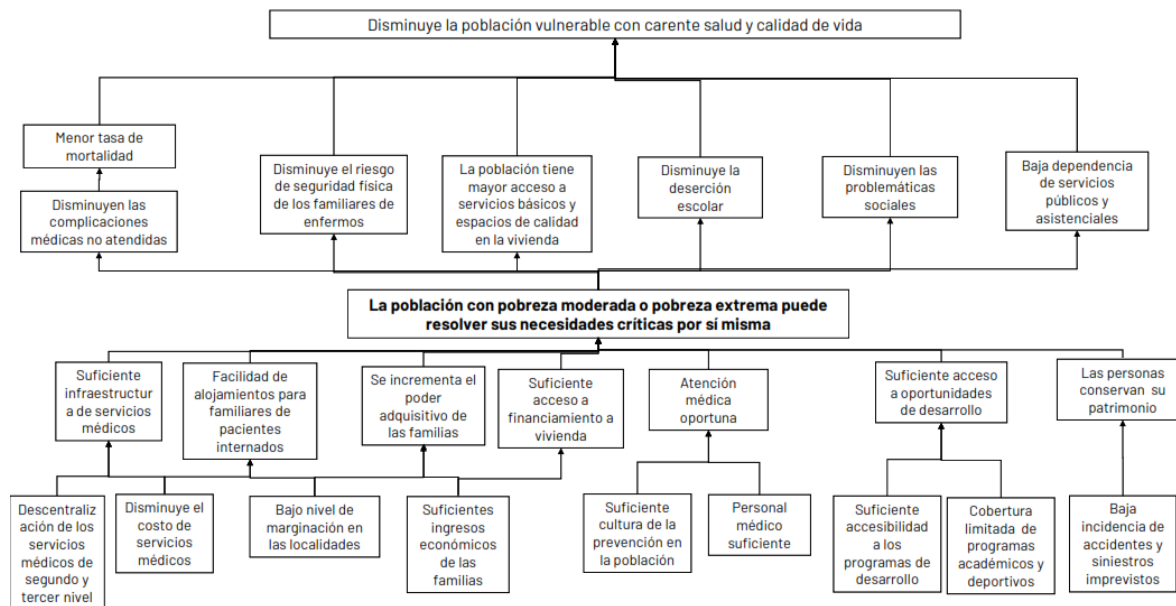 Disminuye la población vulnerable con carente salud y calidad de vida
Menor tasa de
mortalidad
Disminuyen las
complicaciones
médicas no atendidas
Disminuye el riesgo
de seguridad física
de los familiares de
enfermos
La población tiene
mayor acceso a
servicios básicos y
espacios de calidad
en la vivienda
Disminuye la
deserción
escolar
Disminuyen las
problemáticas
sociales
Baja dependencia
de servicios
públicos y
asistenciales
La población con pobreza moderada o pobreza extrema puede
resolver sus necesidades críticas por sí misma
Suficiente
infraestructur
a de servicios
médicos
Facilidad de
alojamientos para
familiares de
pacientes
internados
Se incrementa el
poder
adquisitivo de
las familias
Suficiente
acceso a
financiamiento a
vivienda
Atención
médica
oportuna
Suficiente acceso
a oportunidades
de desarrollo
Las personas
conservan su
patrimonio
Descentraliz
ación de los
servicios
médicos de
segundo y
tercer nivel
Disminuye el
costo de
servicios
médicos
Bajo nivel de
marginación en
las localidades
Suficientes
ingresos
económicos
de las familias
Suficiente
cultura de la
prevención en
la población
Personal
médico
suficiente
Suficiente
accesibilidad
a los
programas de
desarrollo
Cobertura
limitada de
programas
académicos y
deportivos
Baja
incidencia de
accidentes y
siniestros
imprevistos